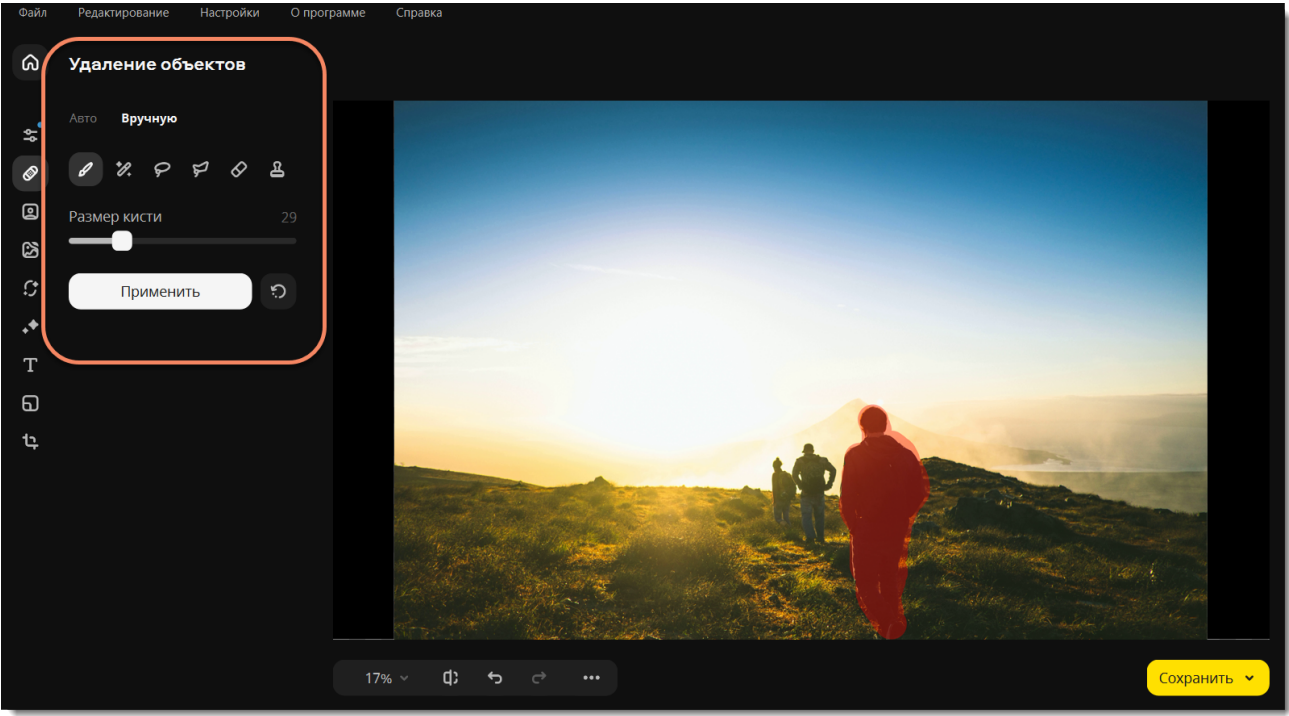 Файл Редактирование Настройки О программе Справка
Удаление объектов
Авто Вручную
Размер кисти 29
Применить
T
17%
Сохранить